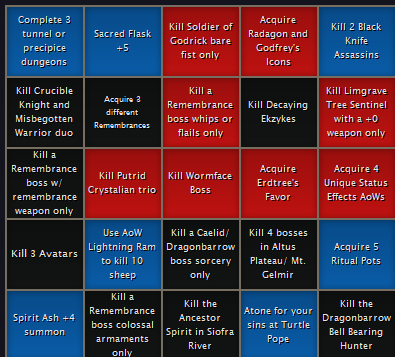 Complete 3
tunnel or
precipice
dungeons
Sacred Flask
+5
Kill Soldier of
Godrick bare
fist only
Acquire
Radagon and
Godfrey's
Icons
Kill 2 Black
Knife
Assassins
Kill Crucible
Knight and
Misbegotten
Warrior duo
Acquire 3
different
Remembrances
Kill a
Remembrance
boss whips or
flails only
Kill Decaying
Ekzykes
Kill Limgrave
Tree Sentinel
with a +0
weapon only
Kill a
Remembrance
boss w/
remembrance
weapon only
Kill Putrid
Crystalian trio
Kill Wormface
Boss
Acquire
Erdtree's
Favor
Acquire 4
Unique Status
Effects AoWs
Kill 3 Avatars
Use AoW
Lightning Ram
to kill 10
sheep
Kill a Caelid/
Dragonbarrow
boss sorcery
only
Kill 4 bosses
in Altus
Plateau/ Mt.
Gelmir
Acquire 5
Ritual Pots
Spirit Ash +4
summon
Kill a
Remembrance
boss colossal
armaments
only
Kill the
Ancestor
Spirit in Siofra
River
Atone for your
sins at Turtle
Pope
Kill the
Dragonbarrow
Bell Bearing
Hunter